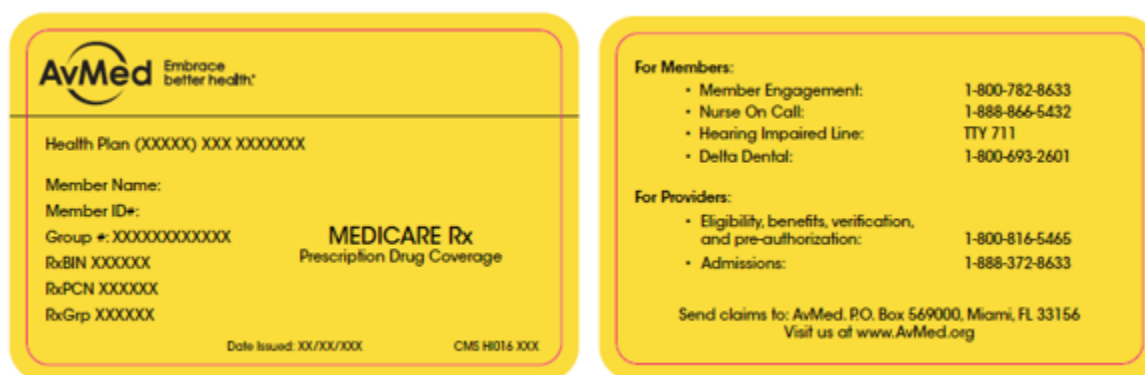 AvMed Embrace
better health.®
Health Plan (XXXXX) XXX XXXXXXX
Member Name:
Member ID#:
Group #: XXXXXXXXXXXX
RxBIN XXXXXX
RxPCN XXXXXX
RxGrp XXXXXX
MEDICARE Rx
Prescription Drug Coverage
Date Issued: XX/XX/XXX CMS HI016 XXX
For Members:
• Member Engagement: 1-800-782-8633
• Nurse On Call: 1-888-866-5432
• Hearing Impaired Line: TTY 711
• Delta Dental: 1-800-693-2601
For Providers:
• Eligibility, benefits, verification,
and pre-authorization: 1-800-816-5465
• Admissions: 1-888-372-8633
Send claims to: AvMed. P.O. Box 569000, Miami, FL 33156
Visit us at www.AvMed.org